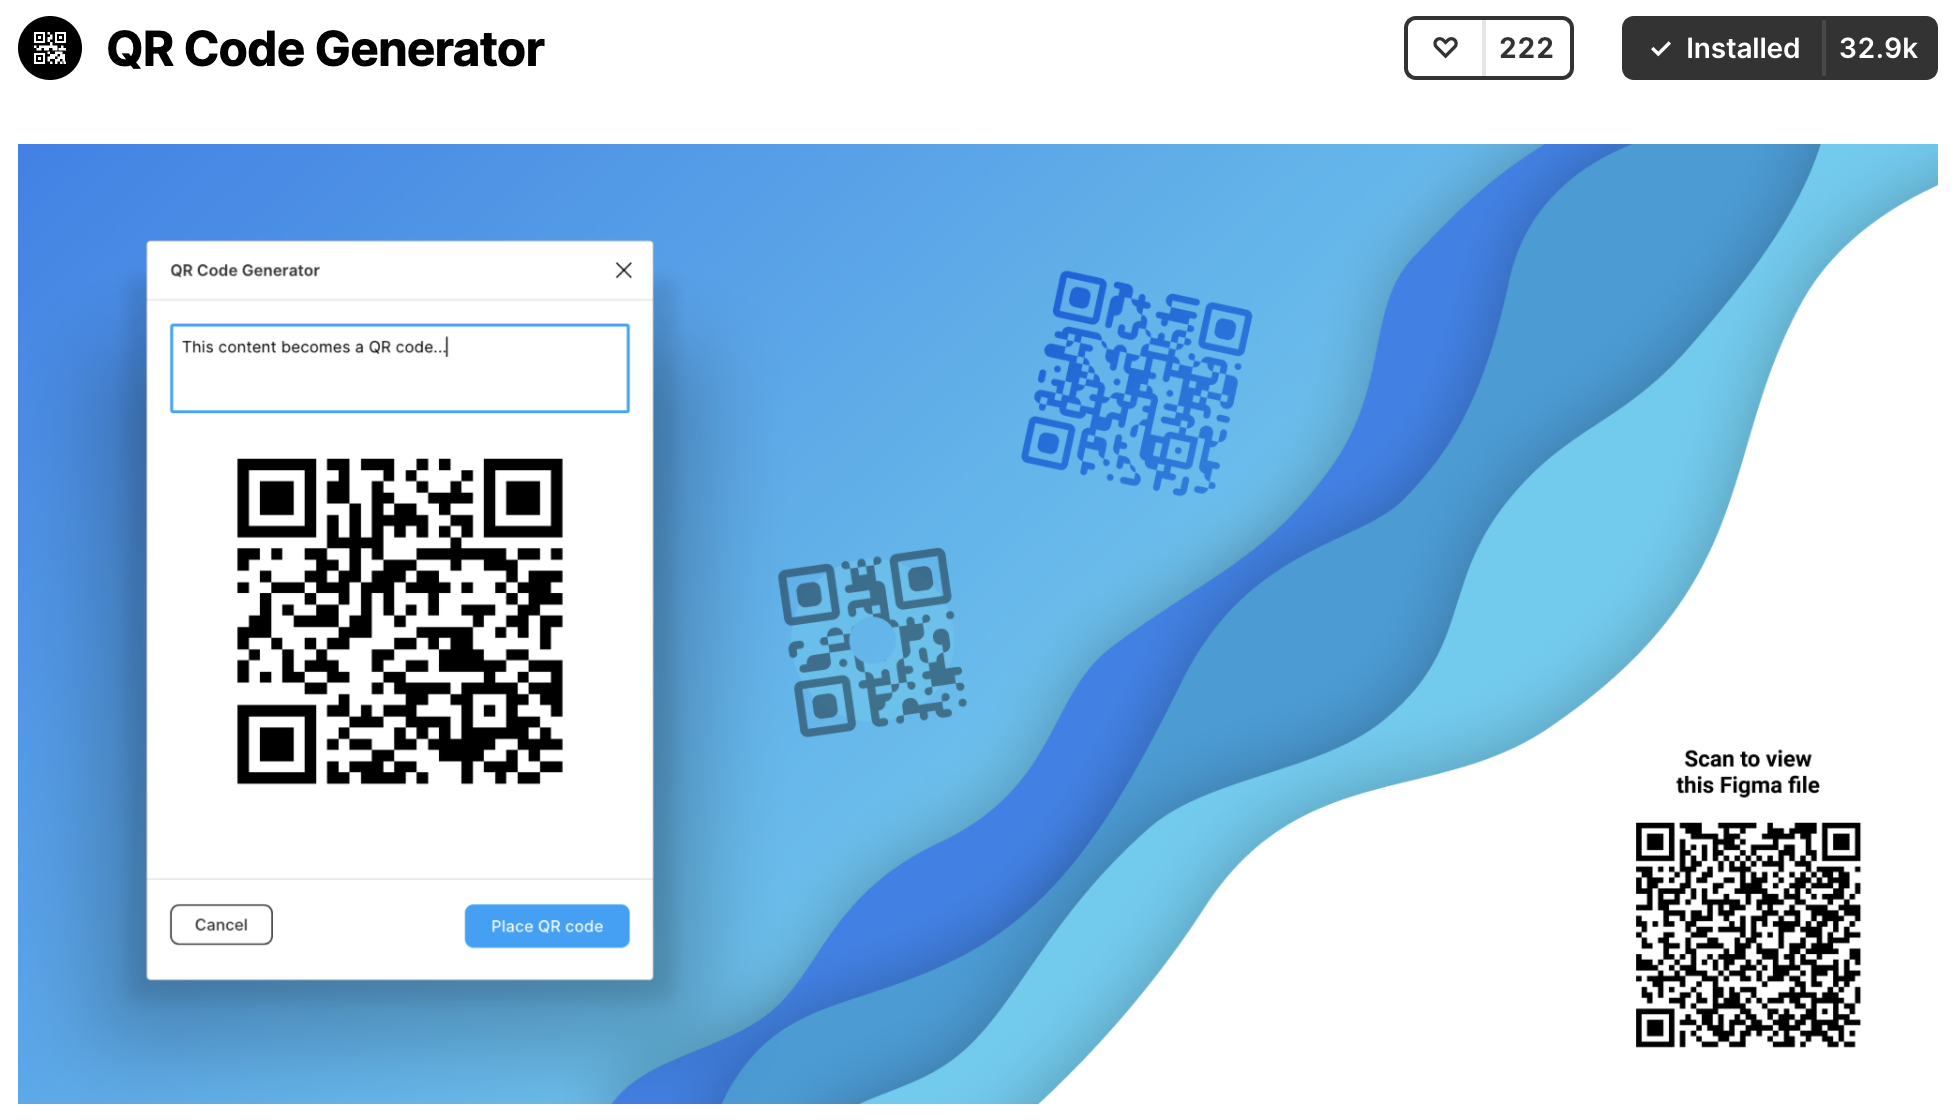 QR Code Generator
222
Installed
32.9k
QR Code Generator
This content becomes a QR code...
Cancel
Place QR code
Scan to view
this Figma file